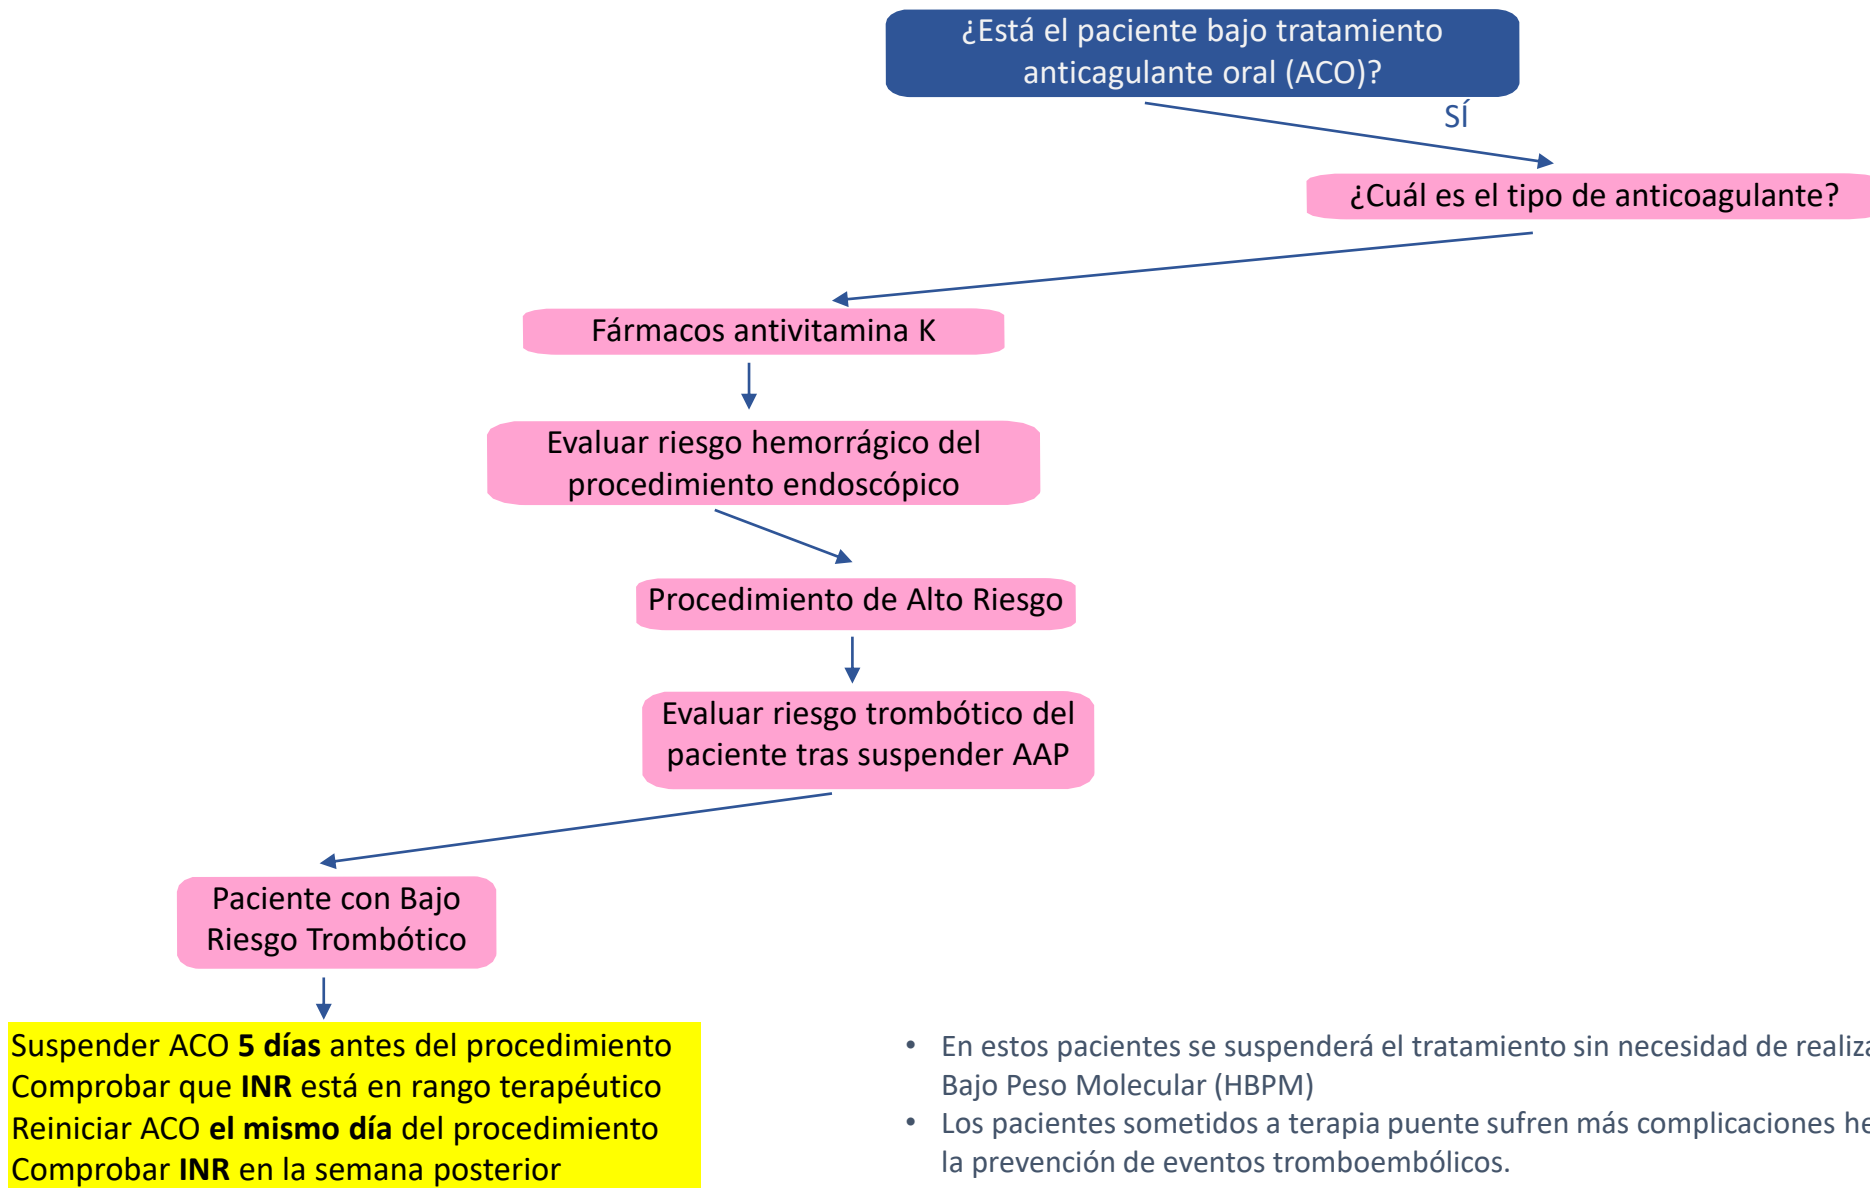 ¿Está el paciente bajo tratamiento
anticagulante oral (ACO)?
SÍ
¿Cuál es el tipo de anticoagulante?
Fármacos antivitamina K
Evaluar riesgo hemorrágico del
procedimiento endoscópico
Procedimiento de Alto Riesgo
Evaluar riesgo trombótico del
paciente tras suspender AAP
Paciente con Bajo
Riesgo Trombótico
Suspender ACO 5 días antes del procedimiento
Comprobar que INR está en rango terapéutico
Reiniciar ACO el mismo día del procedimiento
Comprobar INR en la semana posterior
• En estos pacientes se suspenderá el tratamiento sin necesidad de
Bajo Peso Molecular (HBPM)
• Los pacientes sometidos a terapia puente sufren más complicaciones
la prevención de eventos tromboembólicos.